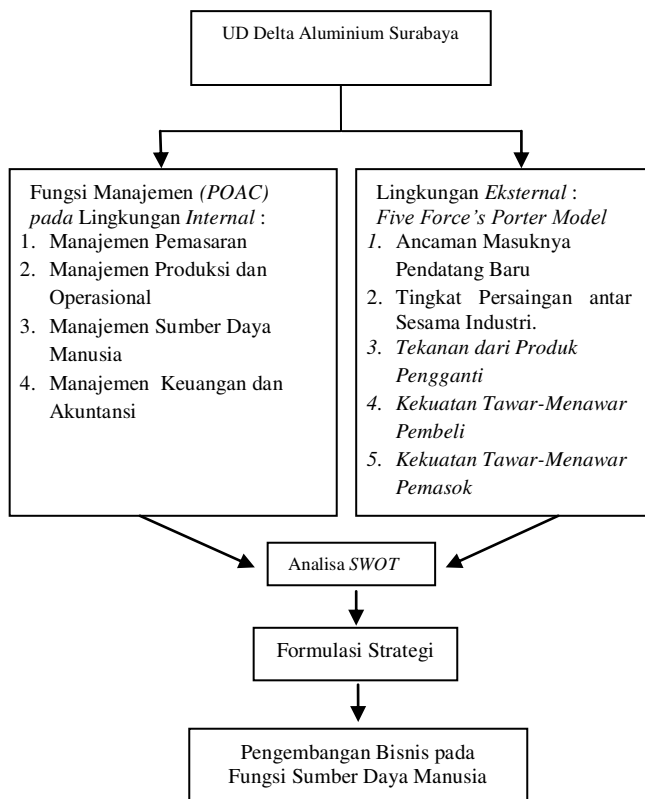 UD Delta Aluminium Surabaya
Fungsi Manajemen (POAC)
pada Lingkungan Internal :
1. Manajemen Pemasaran
2. Manajemen Produksi dan
Operasional
3. Manajemen Sumber Daya
Manusia
4. Manajemen Keuangan dan
Akuntansi
Lingkungan Eksternal :
Five Force's Porter Model
1. Ancaman Masuknya
Pendatang Baru
2. Tingkat Persaingan antar
Sesama Industri.
3. Tekanan dari Produk
Pengganti
4. Kekuatan Tawar-Menawar
Pembeli
5. Kekuatan Tawar-Menawar
Pemasok
Analisa SWOT
Formulasi Strategi
Pengembangan Bisnis pada
Fungsi Sumber Daya Manusia